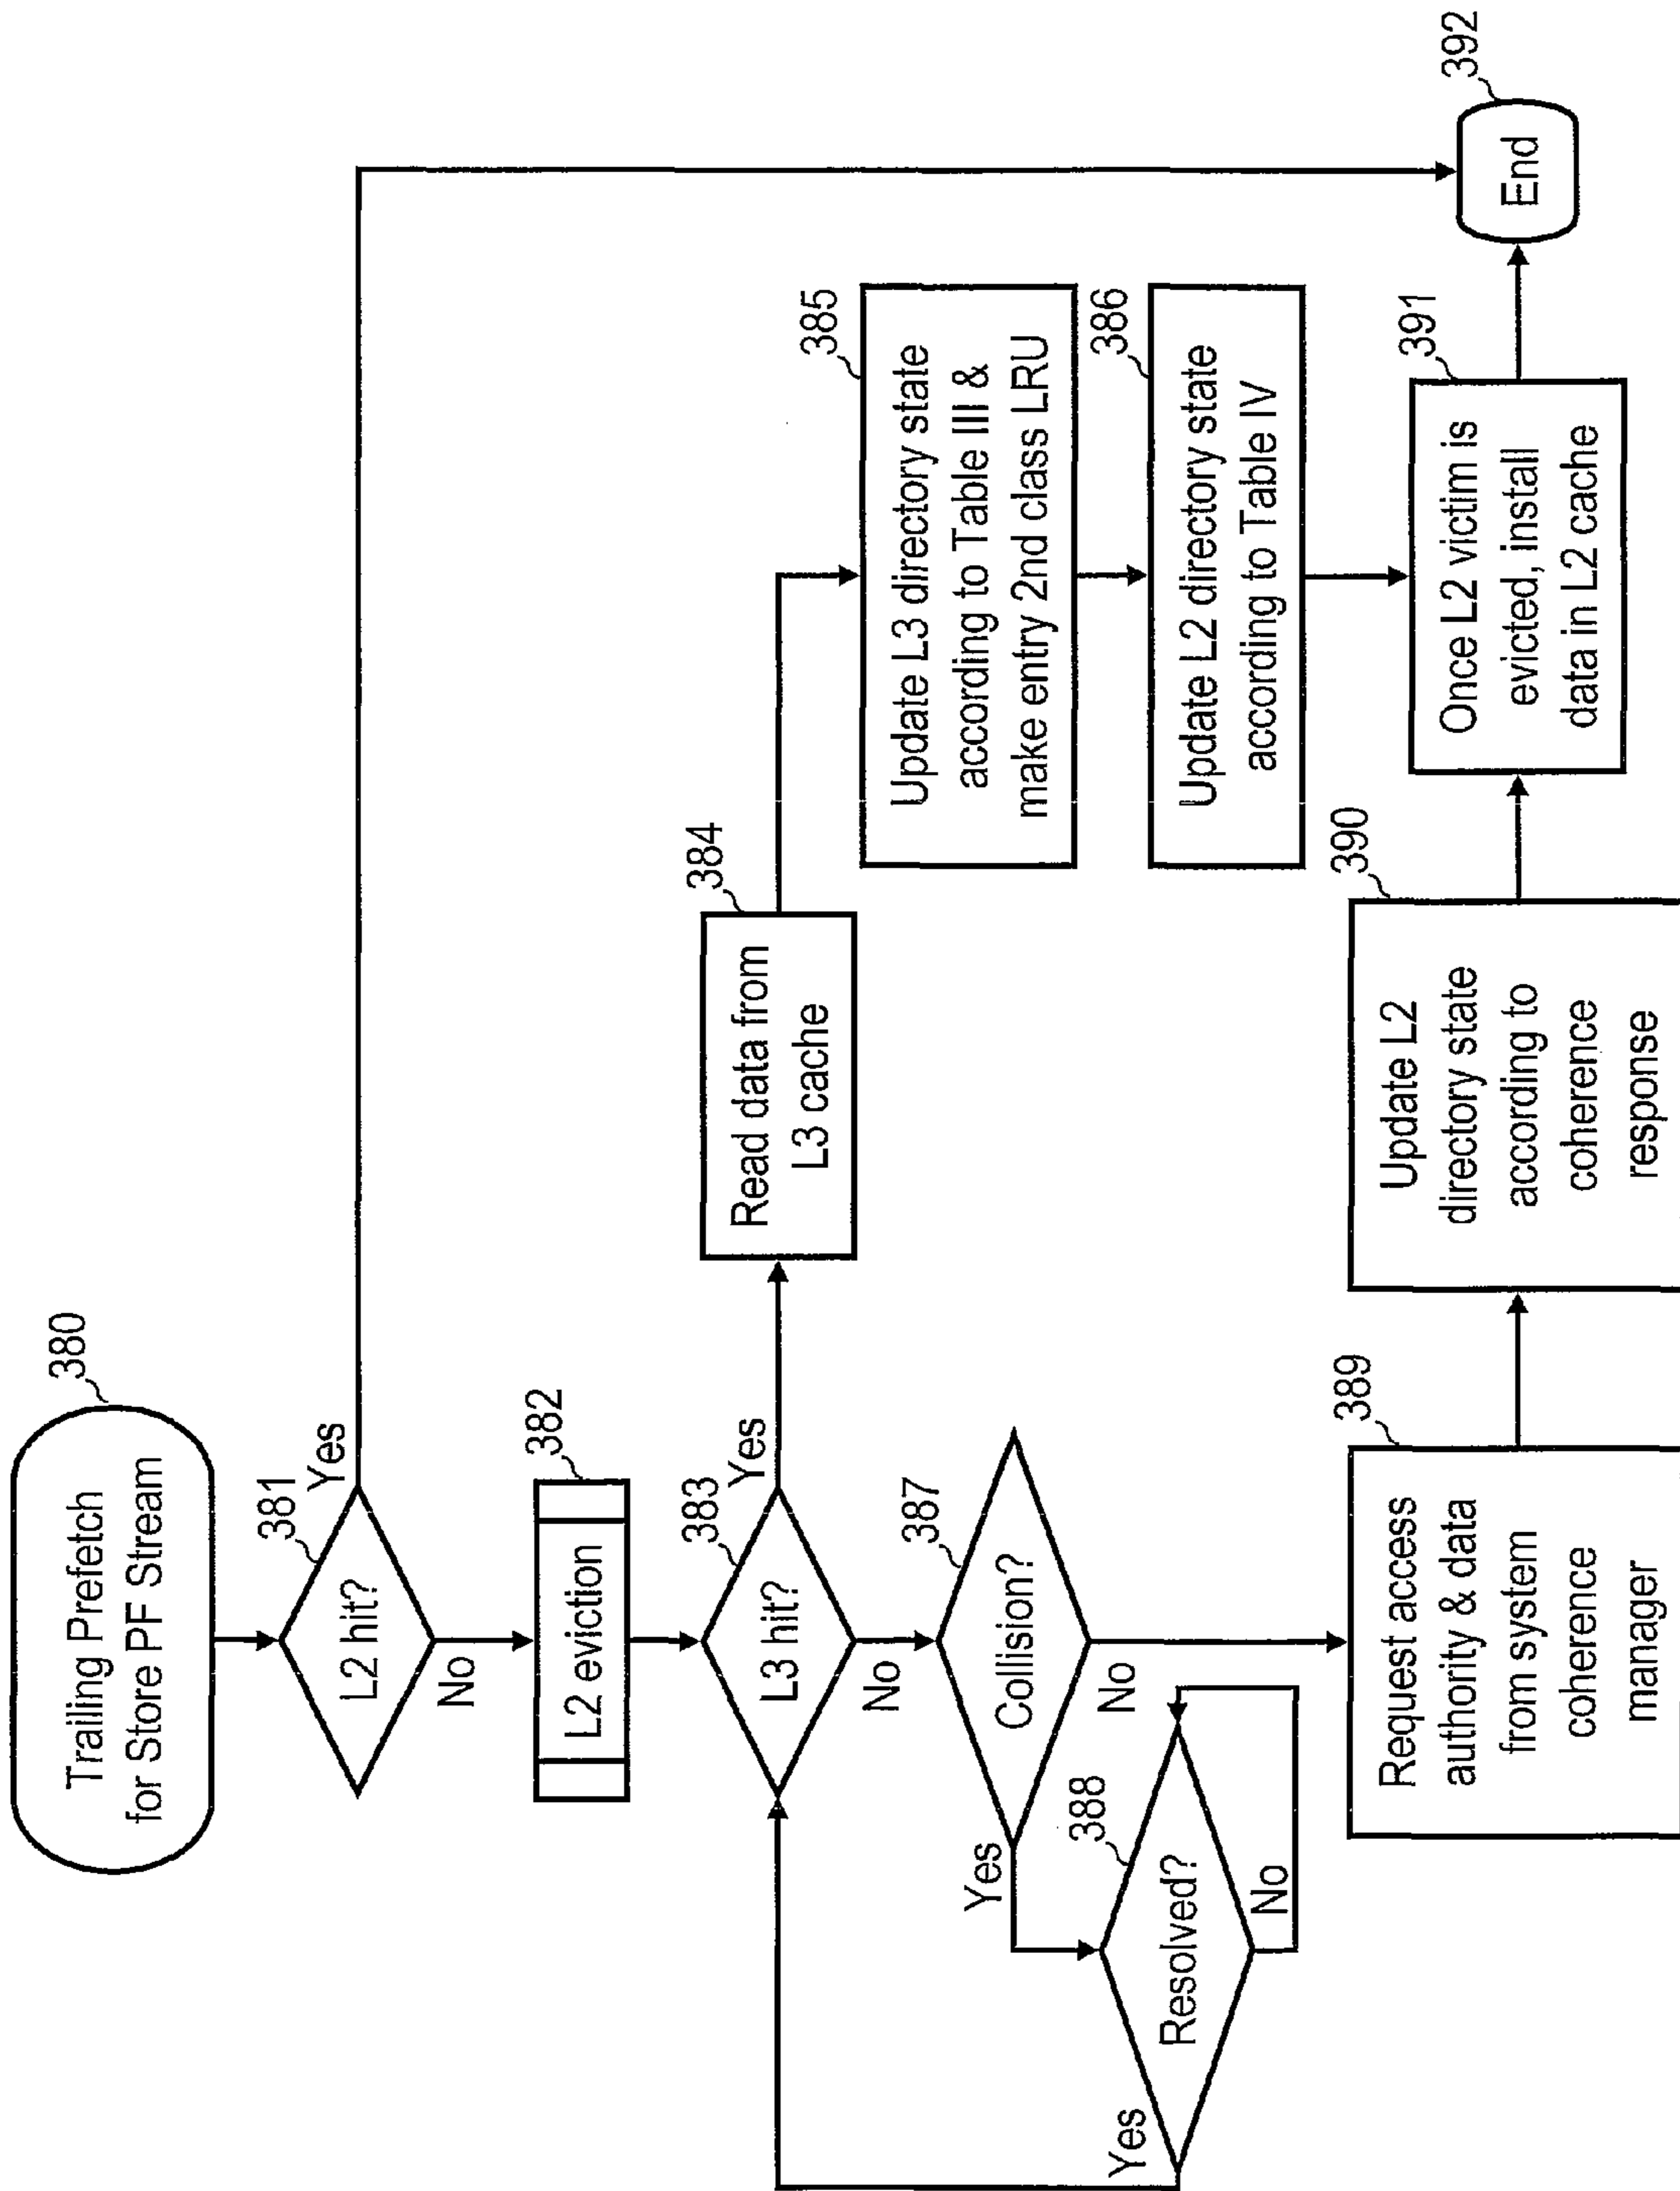 380
Trailing Prefetch
for Store PF Stream
381
L2 hit?
Yes
No
382
L2 eviction
383
L3 hit?
Yes
No
384
Read data from
L3 cache
385
Update L3 directory state
according to Table III &
make entry 2nd class LRU
386
Update L2 directory state
according to Table IV
387
Collision?
Yes
No
388
Resolved?
Yes
No
389
Request access
authority & data
from system
coherence
manager
390
Update L2
directory state
according to
coherence
response
391
Once L2 victim is
evicted, install
data in L2 cache
392
End